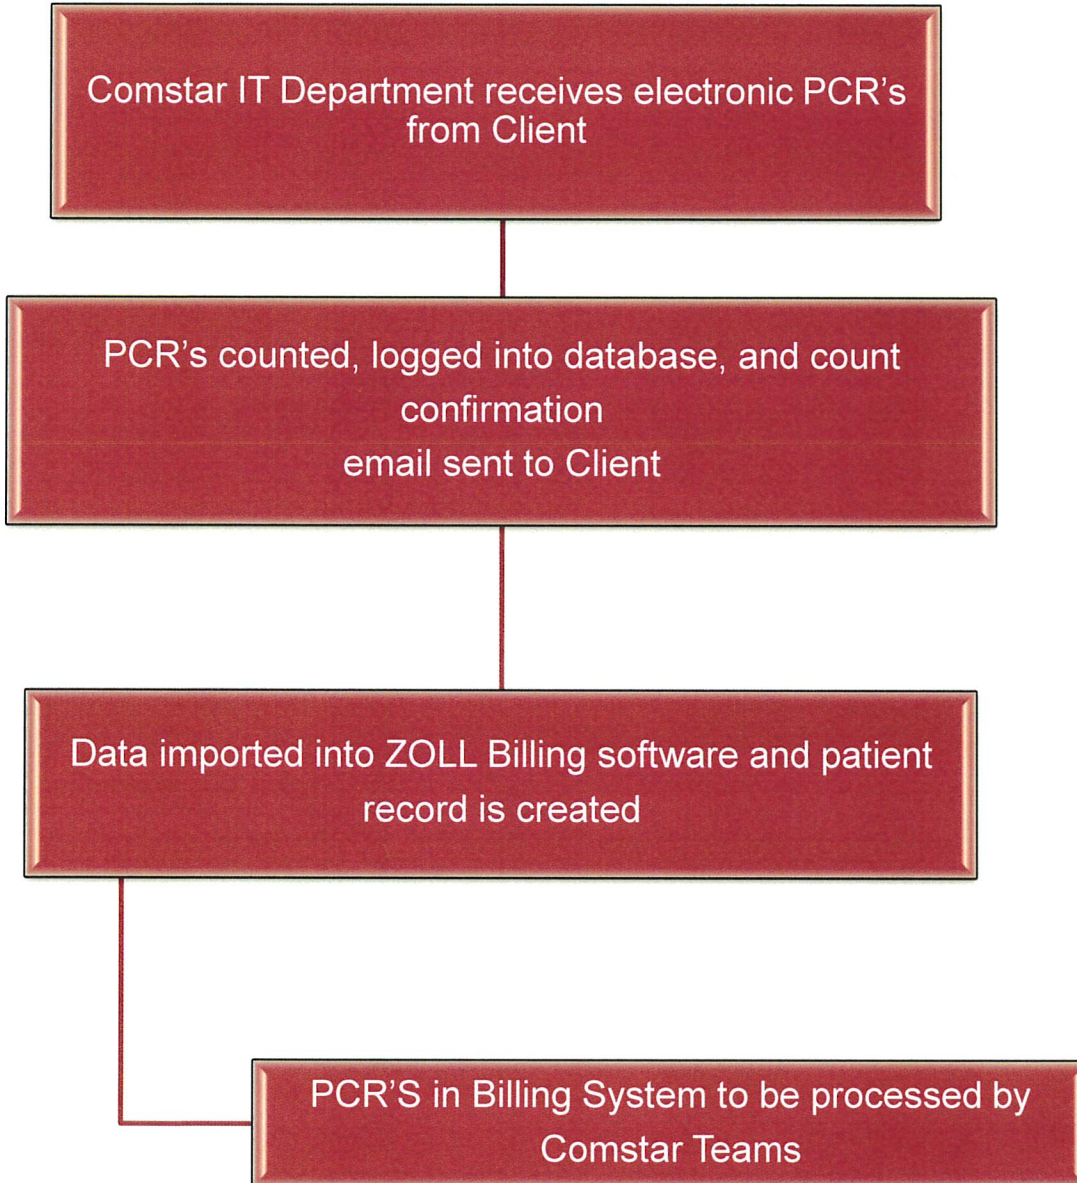 Comstar IT Department receives electronic PCR's
from Client
PCR's counted, logged into database, and count
confirmation
email sent to Client
Data imported into ZOLL Billing software and patient
record is created
PCR'S in Billing System to be processed by
Comstar Teams